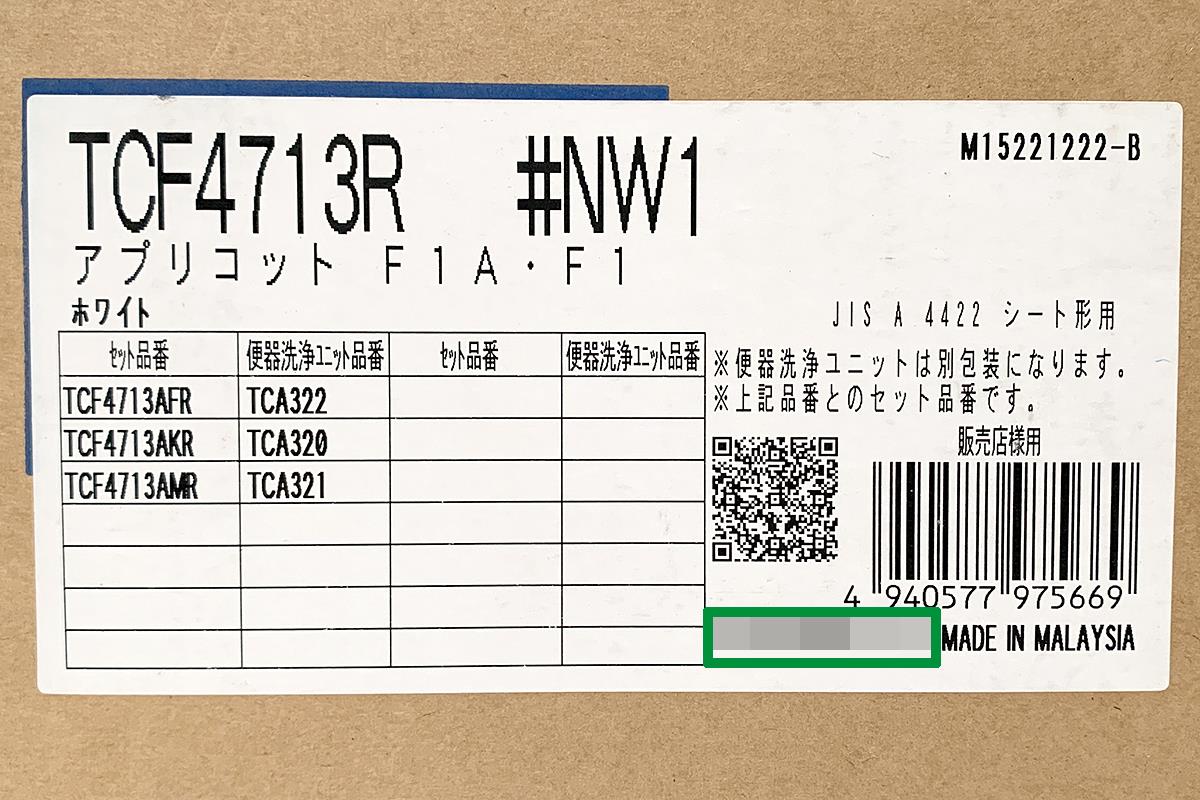 TCF4713R #NW1
M15221222-B
アプリコット F1A・F1
ホワイト
JIS A 4422 シート形用
セット品番 便器洗浄ユニット品番 セット品番 便器洗浄ユニット品番
TCF4713AFR TCA322
TCF4713AKR TCA320
TCF4713AMR TCA321
※便器洗浄ユニットは別包装になります。
※上記品番とのセット品番です。
販売店様用
4 940577 975669
MADE IN MALAYSIA